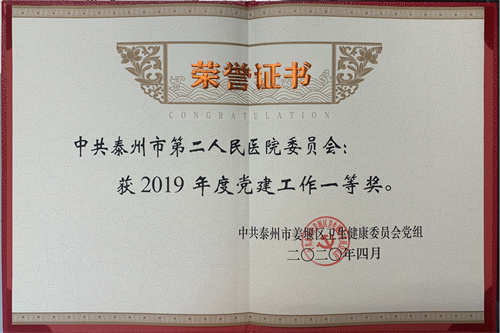 荣誉证书
CONGRATULATION
中共泰州市第二人民医院委员会：
获2019年度党建工作一等奖。
中共泰州市姜堰区卫生健康委员会党组
二〇二〇年四月